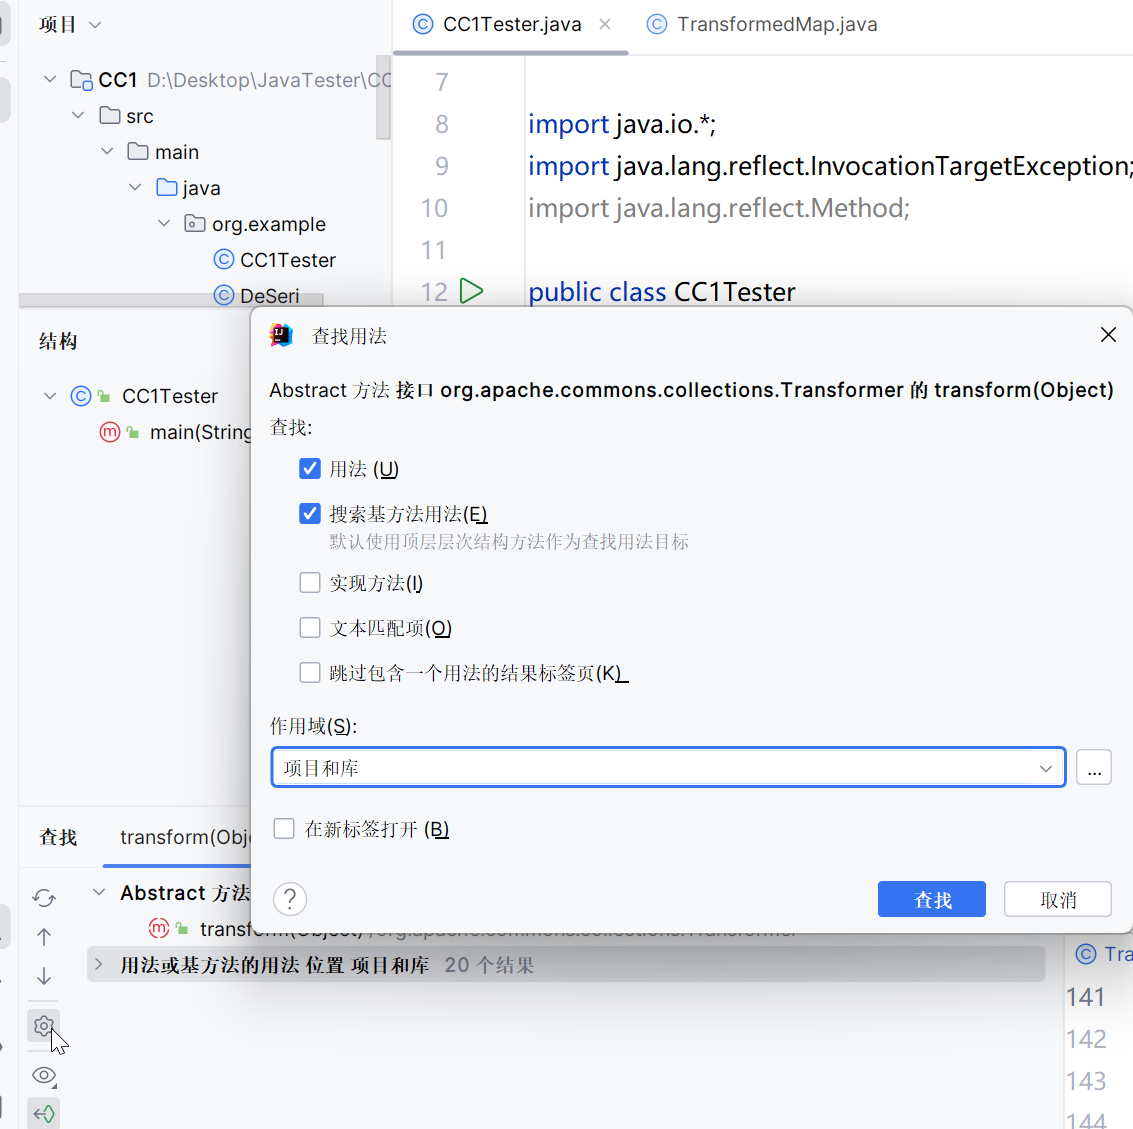 项目
CC1Tester.java
TransformedMap.java
CC1 D:\Desktop\JavaTester\CC
src
main
java
org.example
CC1Tester
DeSeri
7
8 import java.io.*;
9 import java.lang.reflect.InvocationTargetException;
10 import java.lang.reflect.Method;
11
12 public class CC1Tester
结构
CC1Tester
main(String
查找用法
Abstract 方法 接口 org.apache.commons.collections.Transformer 的 transform(Object)
查找:
用法 (U)
搜索基方法用法(E)
默认使用顶层层次结构方法作为查找用法目标
实现方法(I)
文本匹配项(O)
跳过包含一个用法的结果标签页(K)
作用域(S):
项目和库
...
在新标签打开 (B)
?
查找
取消
查找 transform(Obj
Abstract 方法
transform(Object) /org.apache.commons.collections.Transformer
用法或基方法的用法 位置 项目和库 20 个结果
Tra
141
142
143
144